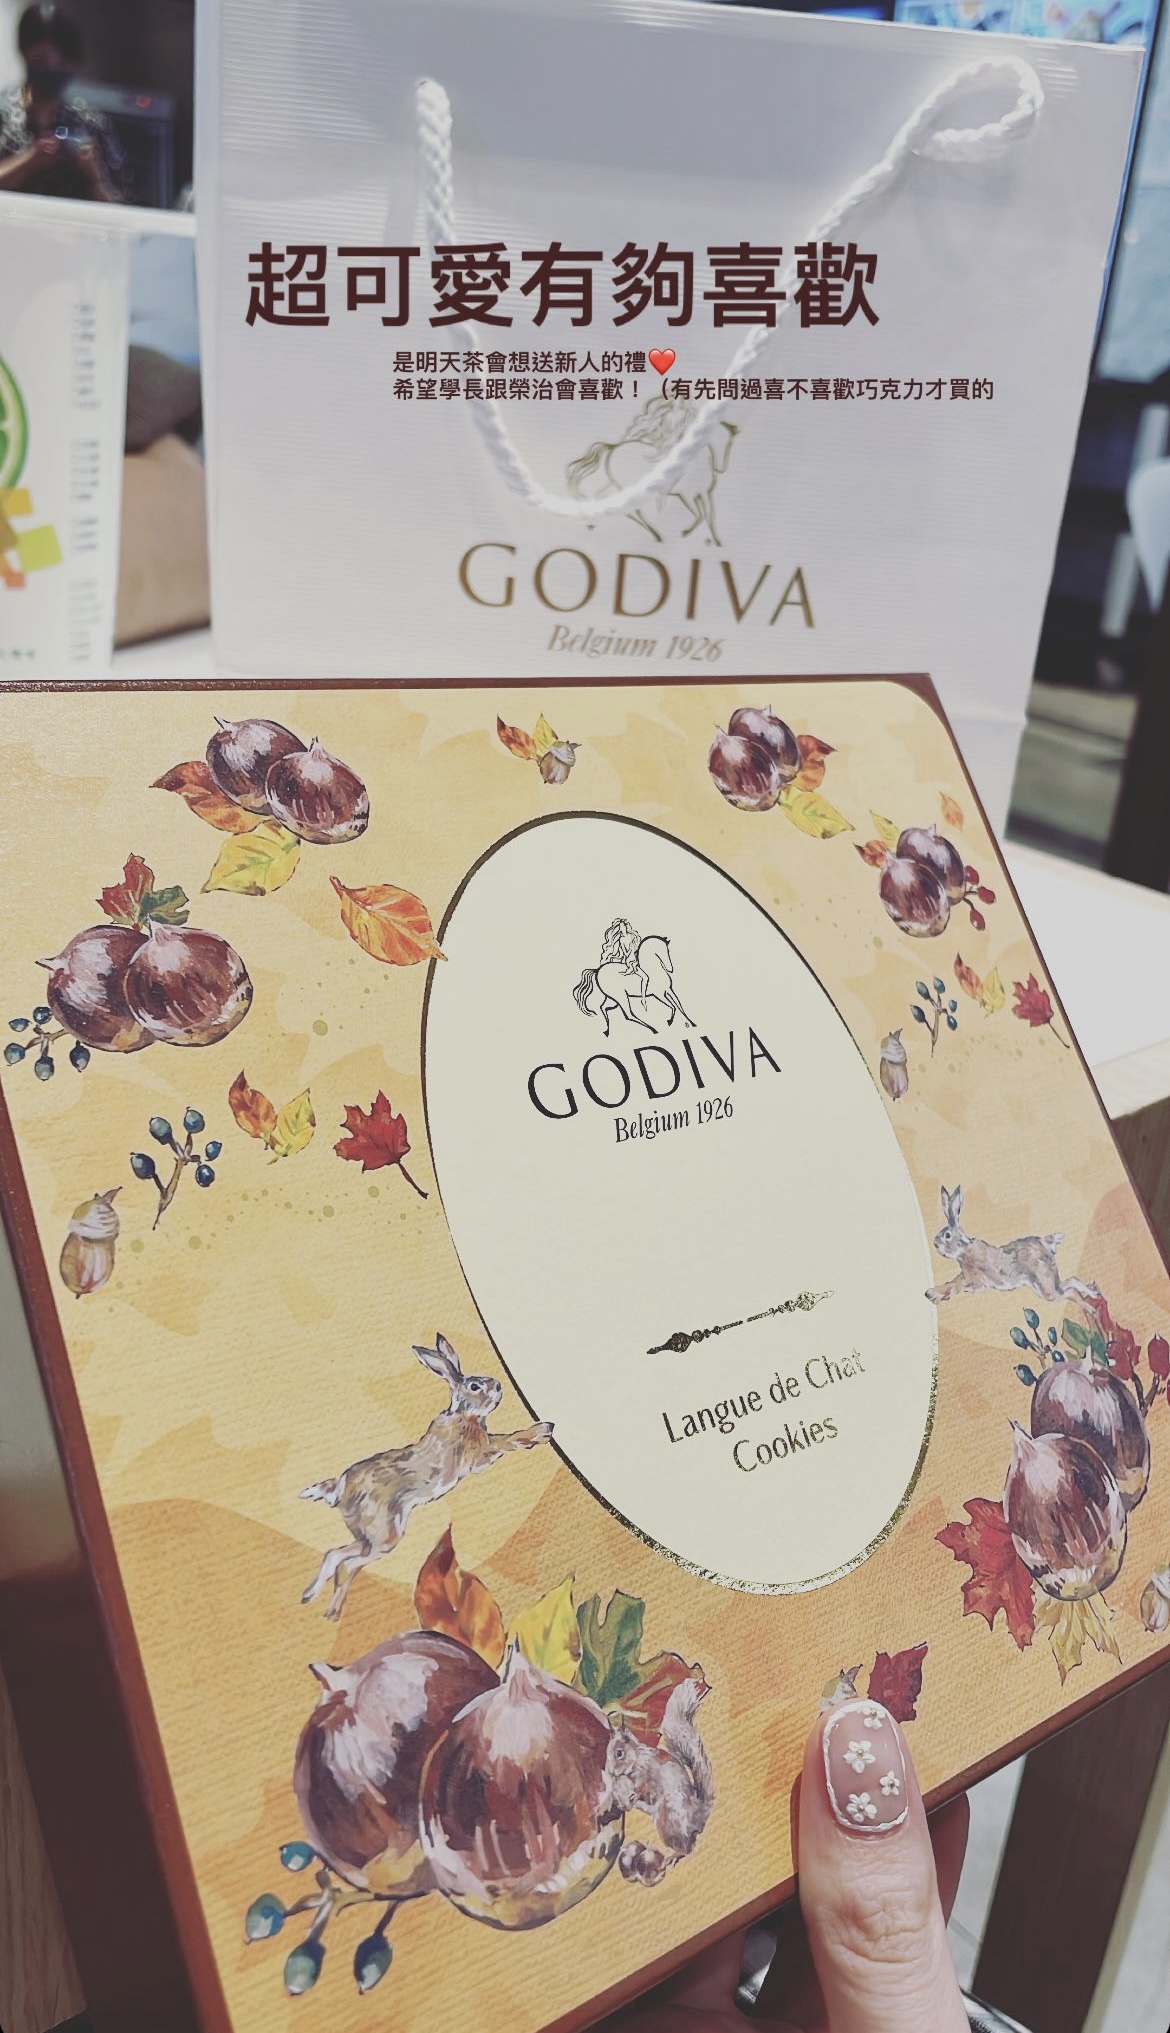 超可愛有夠喜歡
是明天茶會想送新人的禮❤️
希望學長跟榮治會喜歡！（有先問過喜不喜歡巧克力才買的
GODIVA
Belgium 1926
GODIVA
Belgium 1926
Langue de Chat
Cookies